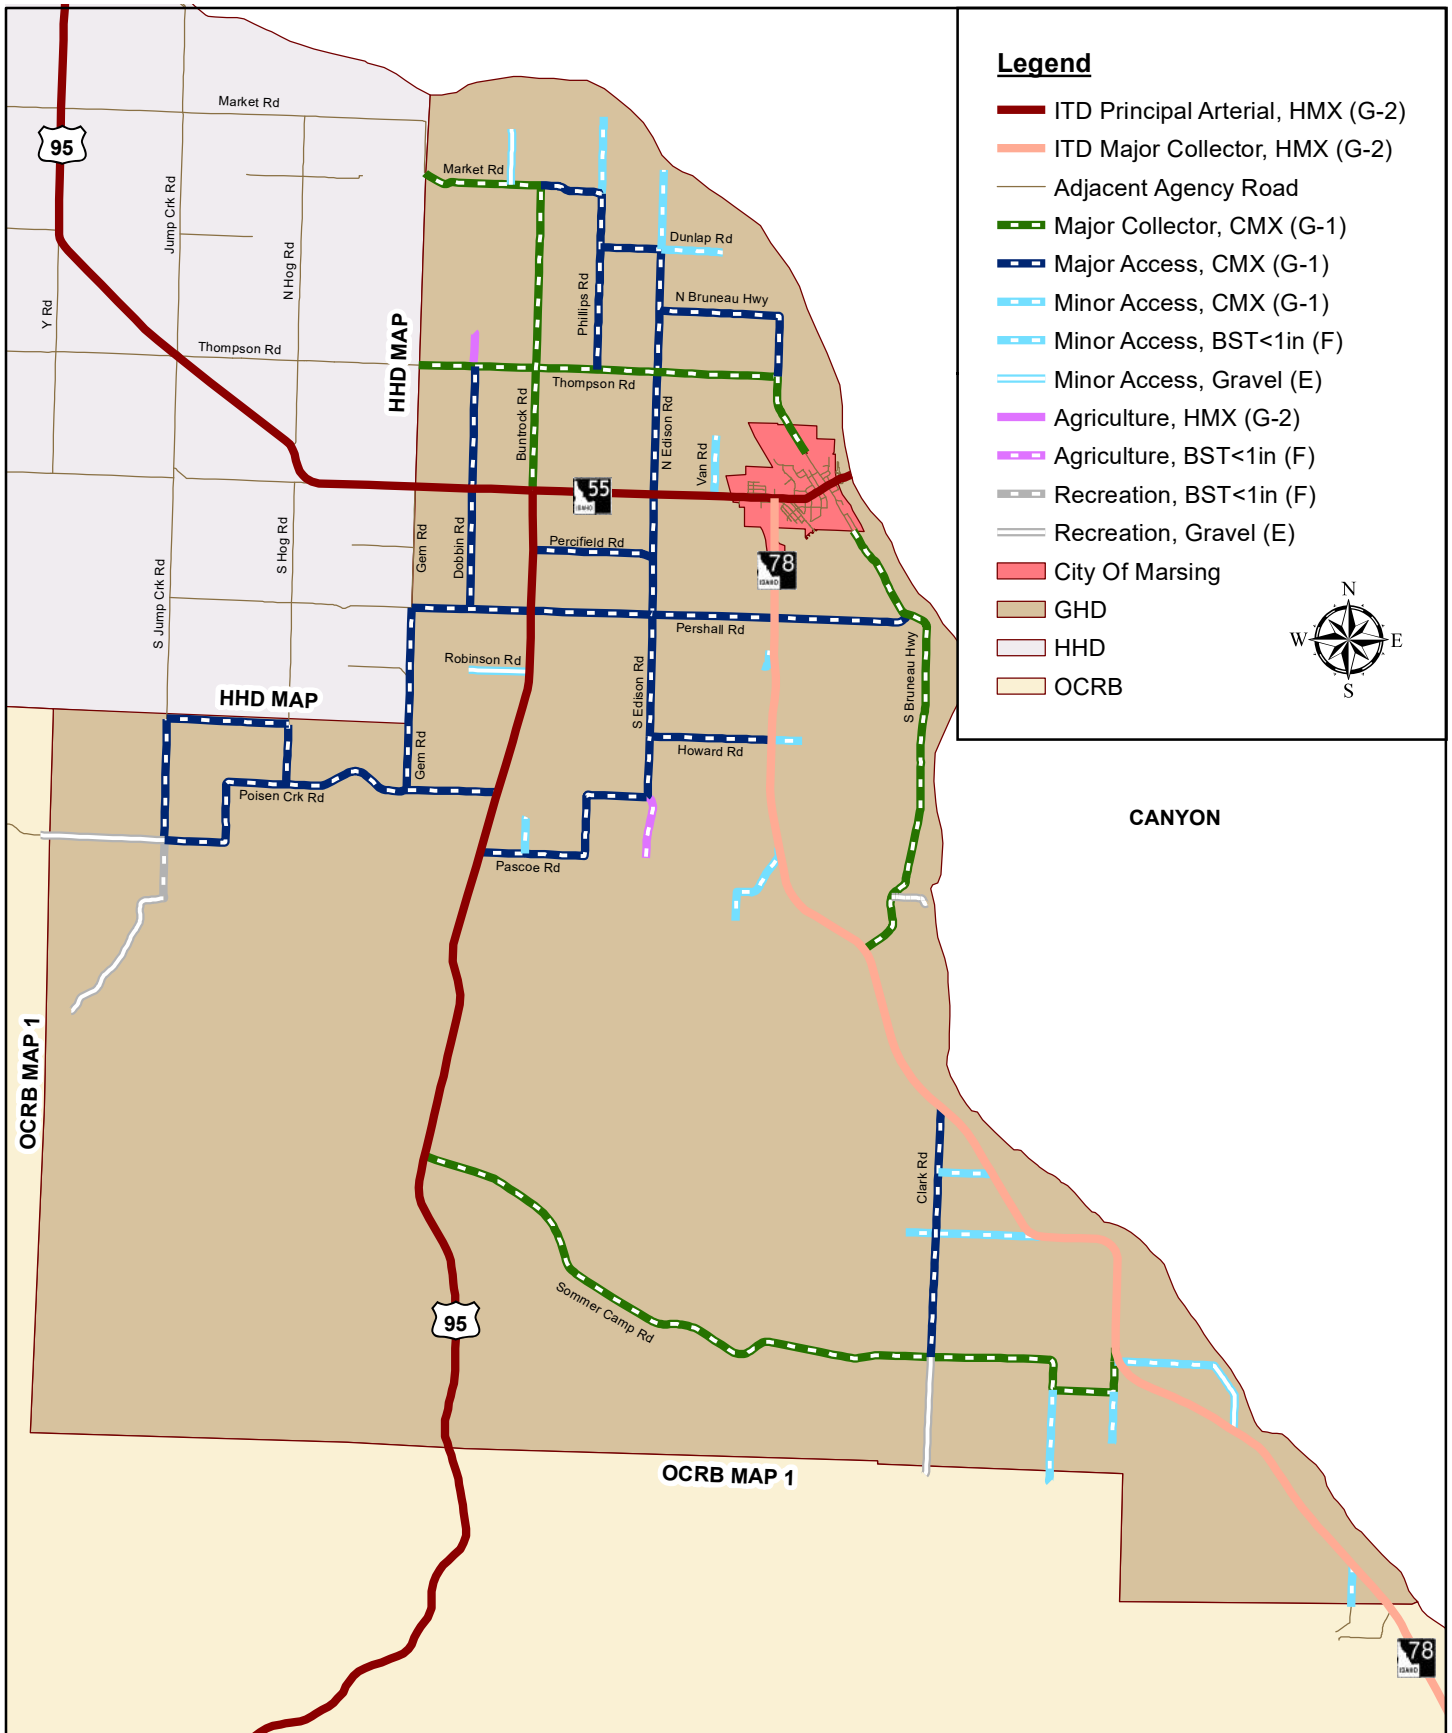 Legend
ITD Principal Arterial, HMX (G-2)
ITD Major Collector, HMX (G-2)
Adjacent Agency Road
Major Collector, CMX (G-1)
Major Access, CMX (G-1)
Minor Access, CMX (G-1)
Minor Access, BST<1in (F)
Minor Access, Gravel (E)
Agriculture, HMX (G-2)
Agriculture, BST<1in (F)
Recreation, BST<1in (F)
Recreation, Gravel (E)
City Of Marsing
GHD
HHD
OCRB
N
W
E
S
Market Rd
95
Market Rd
Jump Crk Rd
Dunlap Rd
N Hog Rd
N Bruneau Hwy
Phillips Rd
Y Rd
Thompson Rd
HHD MAP
Thompson Rd
Buntrock Rd
N Edison Rd
Van Rd
55
IDAHO
S Hog Rd
Gem Rd
Dobbin Rd
Percifield Rd
78
IDAHO
S Jump Crk Rd
Pershall Rd
Robinson Rd
S Edison Rd
S Bruneau Hwy
HHD MAP
Gem Rd
Howard Rd
Poisen Crk Rd
CANYON
Pascoe Rd
OCRB MAP 1
Clark Rd
95
Sommer Camp Rd
OCRB MAP 1
78
IDAHO